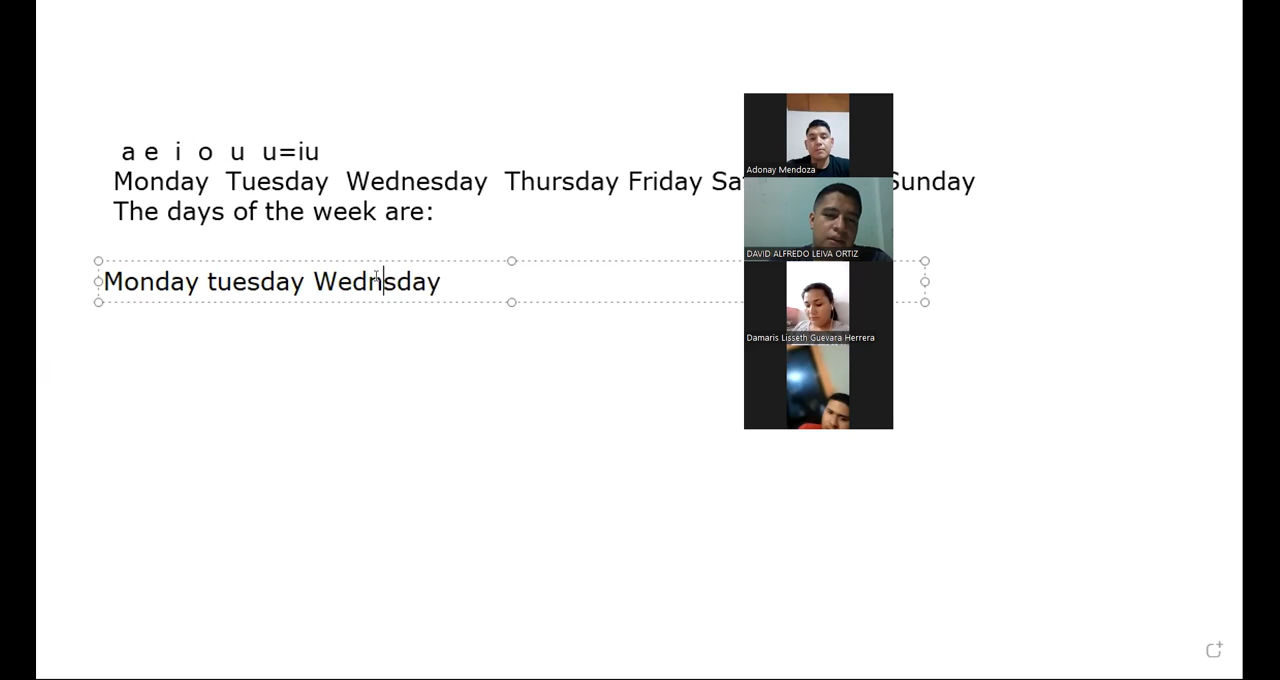 a e i o u u=iu
Monday Tuesday Wednesday Thursday Friday Sunday
The days of the week are:
Monday tuesday Wednsday
Adonay Mendoza
DAVID ALFREDO LEIVA ORTIZ
Damaris Lisseth Guevara Herrera